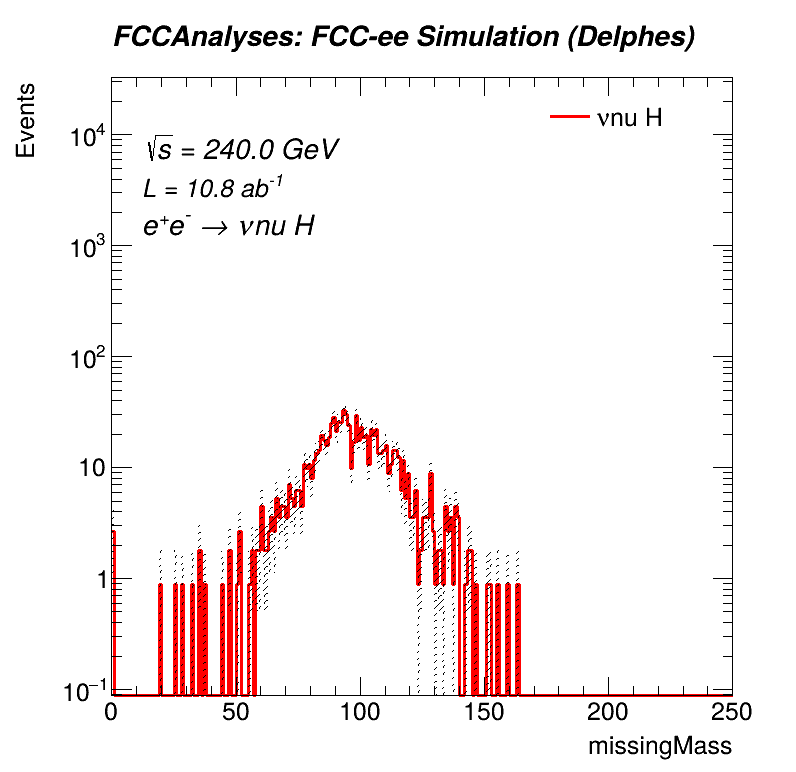 FCCAnalyses: FCC-ee Simulation (Delphes)
Events
νnu H
√s = 240.0 GeV
L = 10.8 ab⁻¹
e⁺e⁻ → νnu H
10⁴
10³
10²
10
1
10⁻¹
0 50 100 150 200 250
missingMass